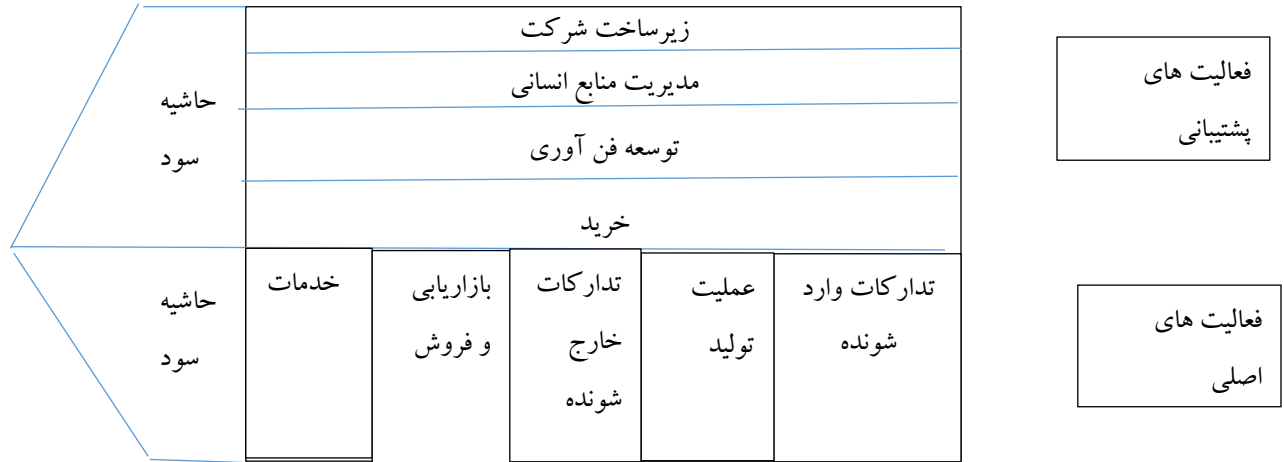 زیرساخت شرکت
مدیریت منابع انسانی
توسعه فن آوری
خرید
فعالیت های
پشتیبانی
حاشیه
سود
تدارکات وارد
شونده
عملیت
تولید
تدارکات
خارج
شونده
بازاریابی
و فروش
خدمات
فعالیت های
اصلی
حاشیه
سود